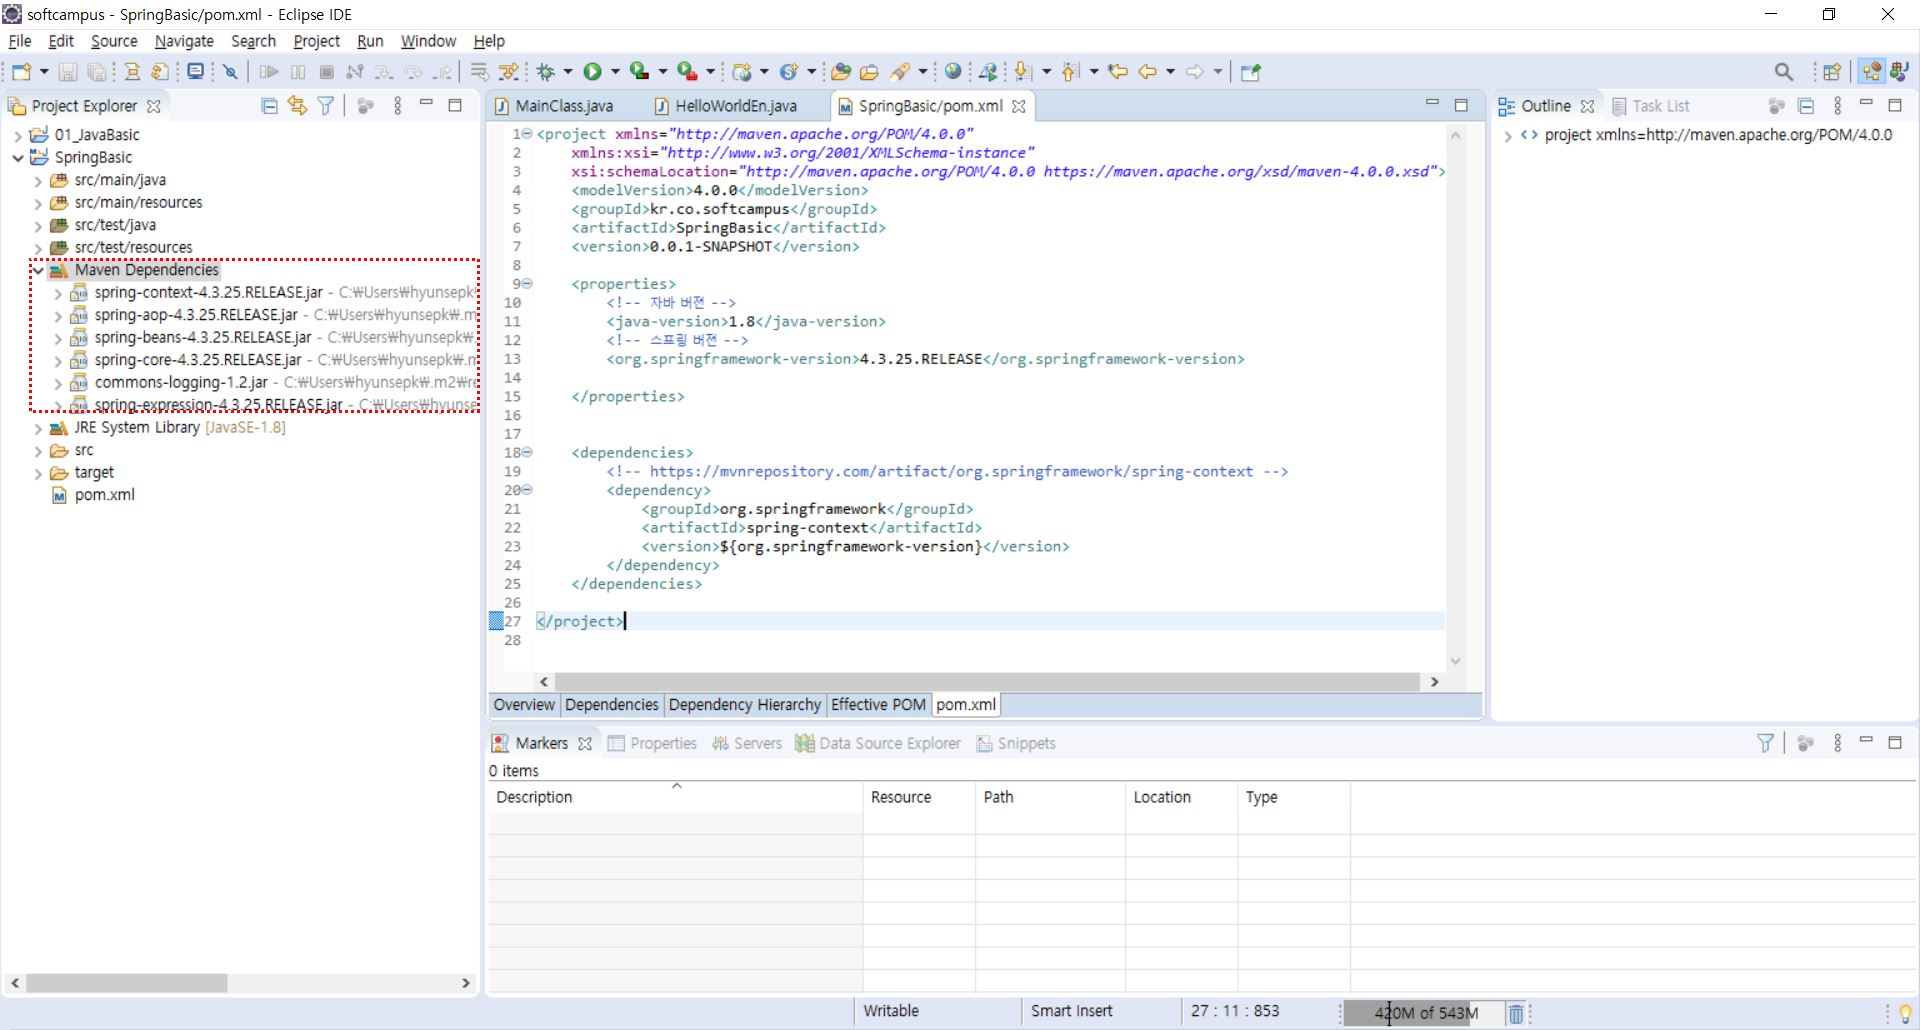 softcampus - SpringBasic/pom.xml - Eclipse IDE
File Edit Source Navigate Search Project Run Window Help
Project Explorer
01_JavaBasic
SpringBasic
src/main/java
src/main/resources
src/test/java
src/test/resources
Maven Dependencies
spring-context-4.3.25.RELEASE.jar - C:₩Users₩hyunsepk
spring-aop-4.3.25.RELEASE.jar - C:₩Users₩hyunsepk₩.m
spring-beans-4.3.25.RELEASE.jar - C:₩Users₩hyunsepk₩.
spring-core-4.3.25.RELEASE.jar - C:₩Users₩hyunsepk₩.m
commons-logging-1.2.jar - C:₩Users₩hyunsepk₩.m2₩re
spring-expression-4.3.25.RELEASE.jar - C:₩Users₩hyunse
JRE System Library [JavaSE-1.8]
src
target
pom.xml
MainClass.java HelloWorldEn.java SpringBasic/pom.xml
1 <project xmlns="http://maven.apache.org/POM/4.0.0"
2 xmlns:xsi="http://www.w3.org/2001/XMLSchema-instance"
3 xsi:schemaLocation="http://maven.apache.org/POM/4.0.0 https://maven.apache.org/xsd/maven-4.0.0.xsd">
4 <modelVersion>4.0.0</modelVersion>
5 <groupId>kr.co.softcampus</groupId>
6 <artifactId>SpringBasic</artifactId>
7 <version>0.0.1-SNAPSHOT</version>
8
9 <properties>
10 <!-- 자바 버젼 -->
11 <java-version>1.8</java-version>
12 <!-- 스프링 버젼 -->
13 <org.springframework-version>4.3.25.RELEASE</org.springframework-version>
14
15 </properties>
16
17
18 <dependencies>
19 <!-- https://mvnrepository.com/artifact/org.springframework/spring-context -->
20 <dependency>
21 <groupId>org.springframework</groupId>
22 <artifactId>spring-context</artifactId>
23 <version>${org.springframework-version}</version>
24 </dependency>
25 </dependencies>
26
27 </project>
28
Overview Dependencies Dependency Hierarchy Effective POM pom.xml
Outline Task List
project xmlns=http://maven.apache.org/POM/4.0.0
Markers Properties Servers Data Source Explorer Snippets
0 items
Description Resource Path Location Type
Writable Smart Insert 27 : 11 : 853 420M of 543M